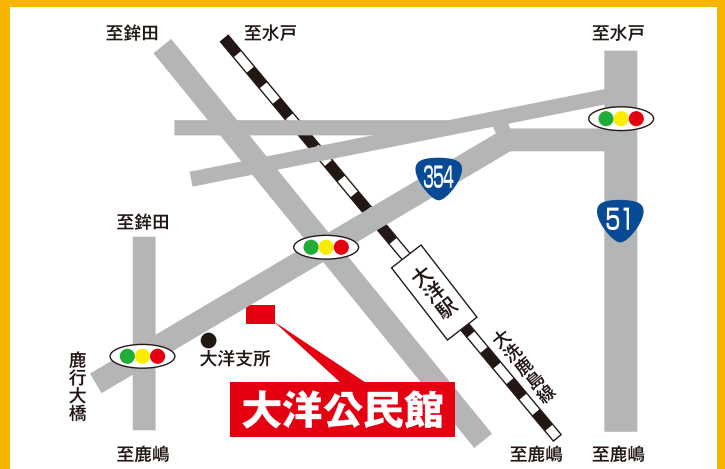 至鉾田
至水戸
至水戸
354
51
至鉾田
大洋駅
大洗鹿島線
大洋支所
鹿行大橋
大洋公民館
至鹿嶋
至鹿嶋
至鹿嶋